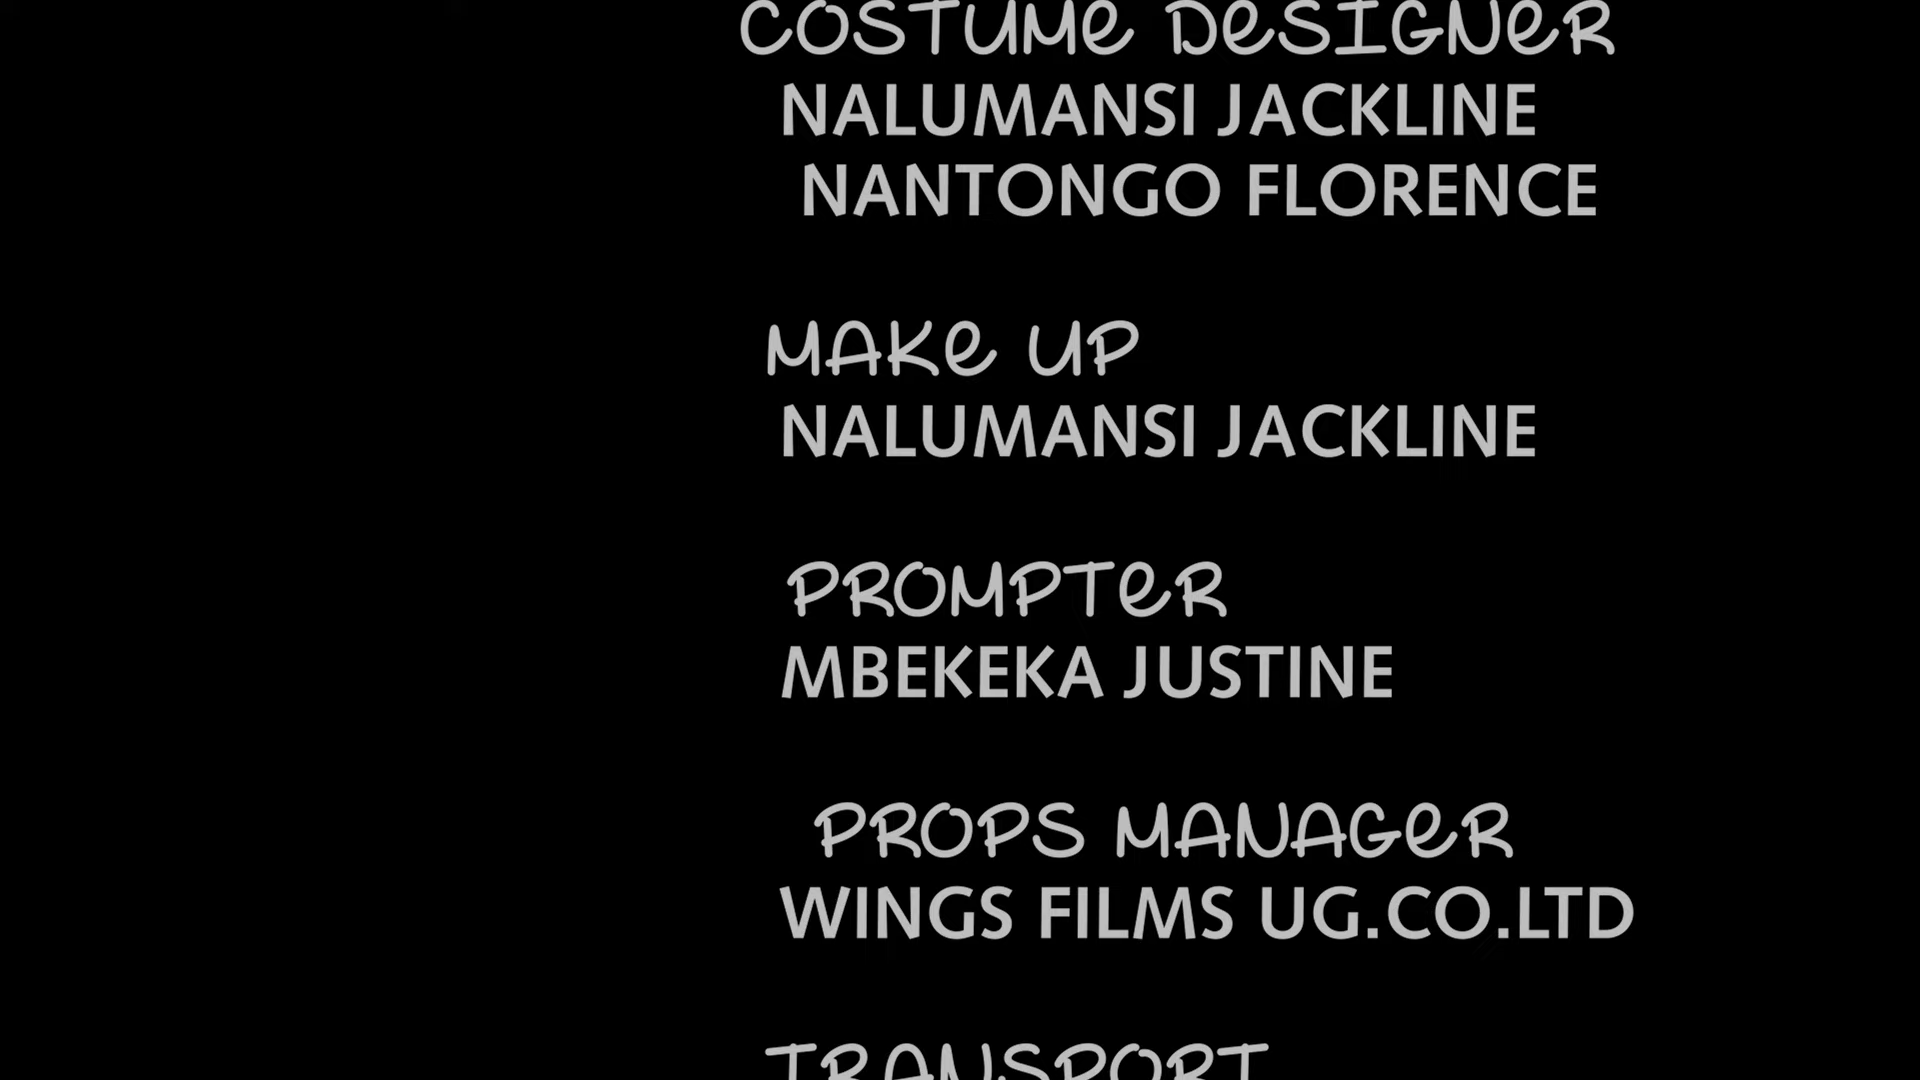 COSTUME DESIGNER
NALUMANSI JACKLINE
NANTONGO FLORENCE
MAKE UP
NALUMANSI JACKLINE
PROMPTER
MBEKEKA JUSTINE
PROPS MANAGER
WINGS FILMS UG.CO.LTD
TRANSPORT